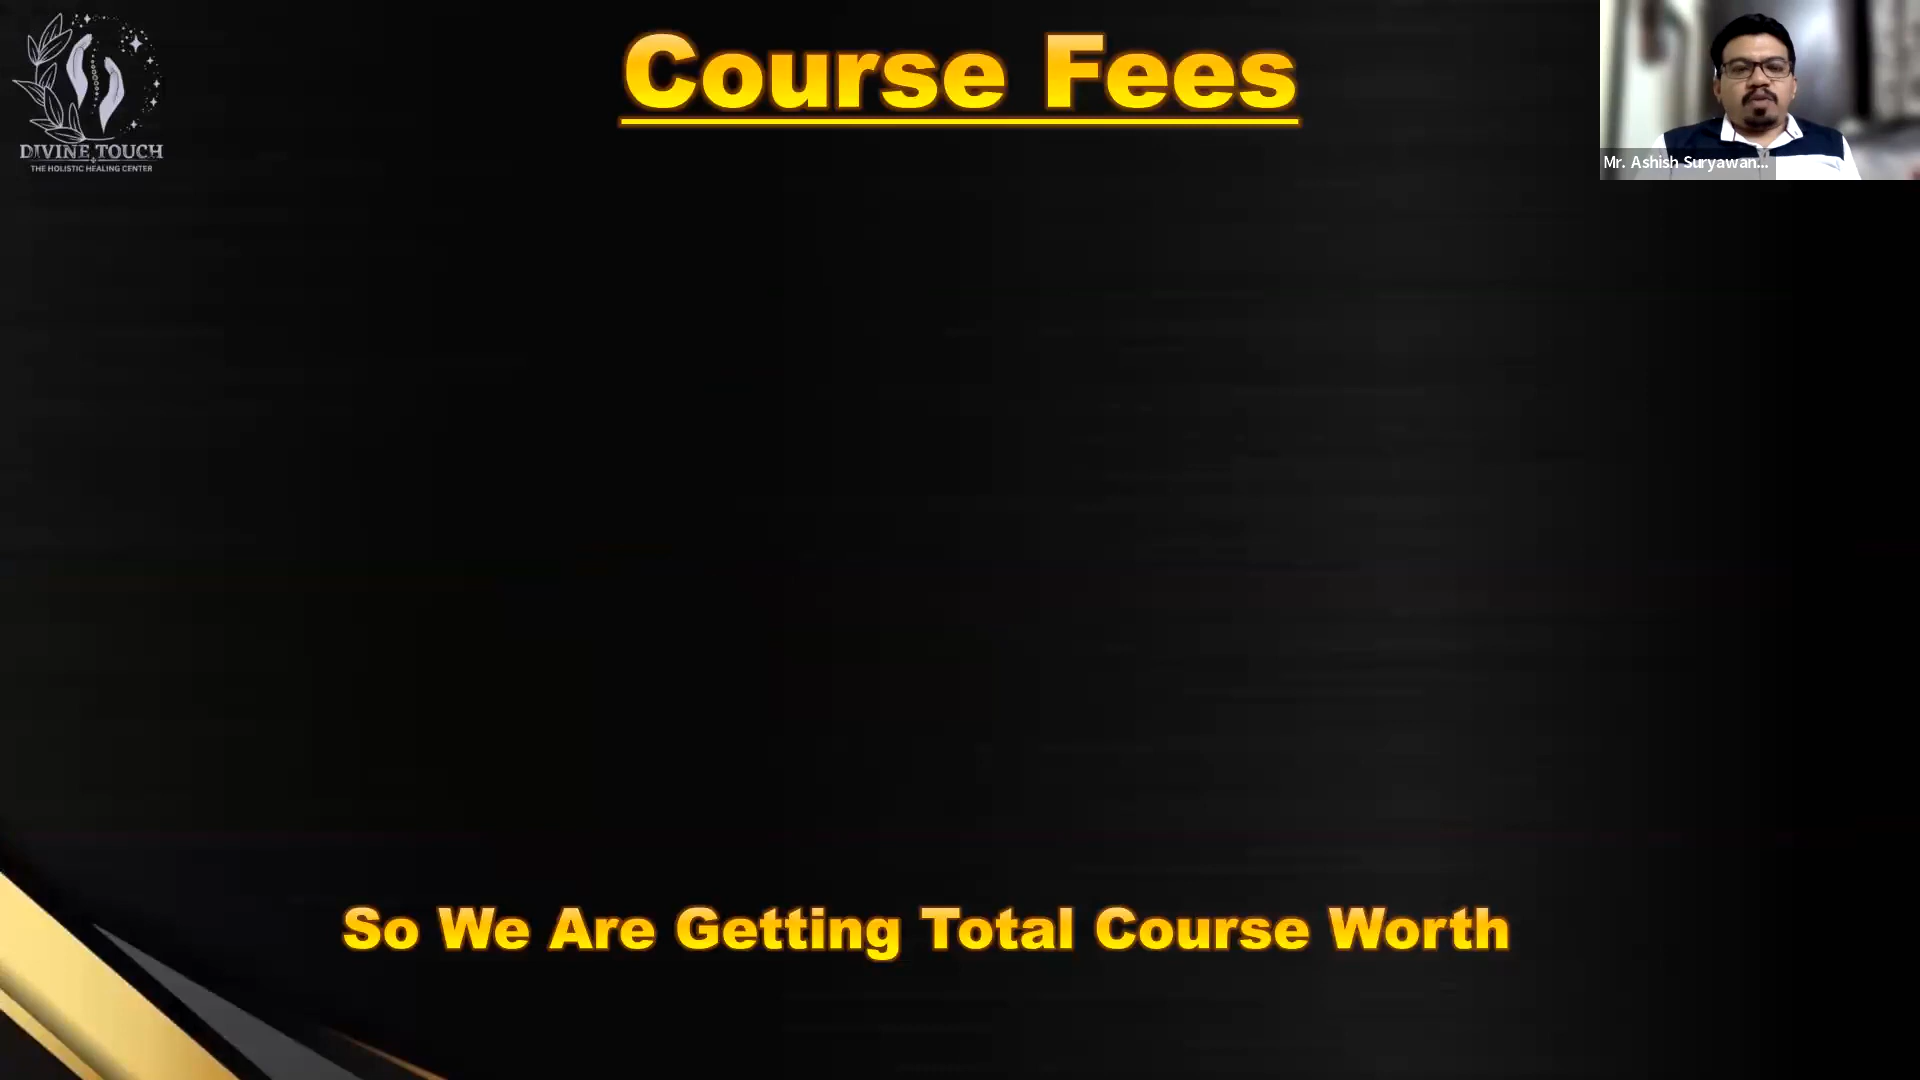 Course Fees
DIVINE TOUCH
THE HOLISTIC HEALING CENTER
Mr. Ashish Suryawan...
So We Are Getting Total Course Worth